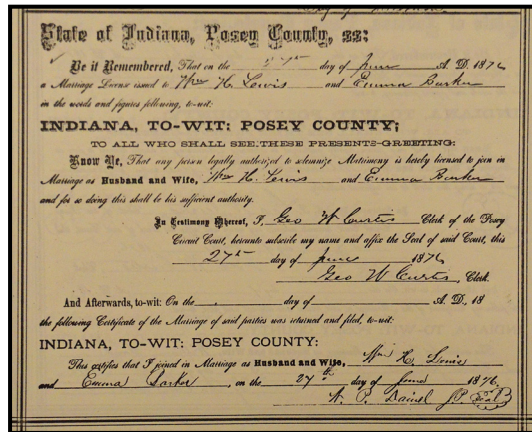 State of Indiana, Posey County, ss:
Be it Remembered, That on the 27th day of June A. D. 1876
a Marriage License issued to Wm H. Lewis and Emma Barker
in the words and figures following, to-wit:
INDIANA, TO-WIT: POSEY COUNTY;
TO ALL WHO SHALL SEE THESE PRESENTS—GREETING:
Know Ye, That any person legally authorized to solemnize Matrimony is hereby licensed to join in
Marriage as Husband and Wife, Wm H. Lewis and Emma Barker
and for so doing this shall be his sufficient authority.
In Testimony Whereof, I, Geo W Curtis Clerk of the Posey
Circuit Court, hereunto subscribe my name and affix the Seal of said Court, this
27th day of June 1876
Geo W Curtis, Clerk.
And Afterwards, to-wit: On the day of A. D., 18
the following Certificate of the Marriage of said parties was returned and filed, to-wit:
INDIANA, TO-WIT: POSEY COUNTY:
This certifies that I joined in Marriage as Husband and Wife, Wm H. Lewis
and Emma Barker, on the 27th day of June 1876.
P. Daniel J.P.